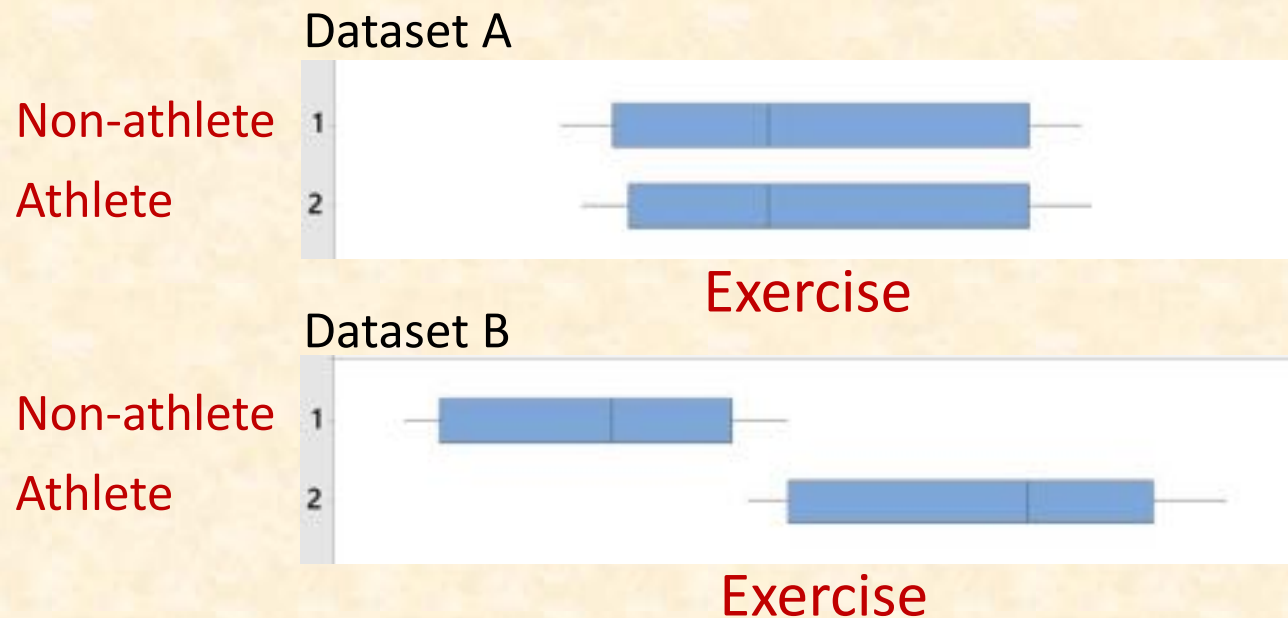 Dataset A
Non-athlete 1
Athlete 2
Exercise
Dataset B
Non-athlete 1
Athlete 2
Exercise